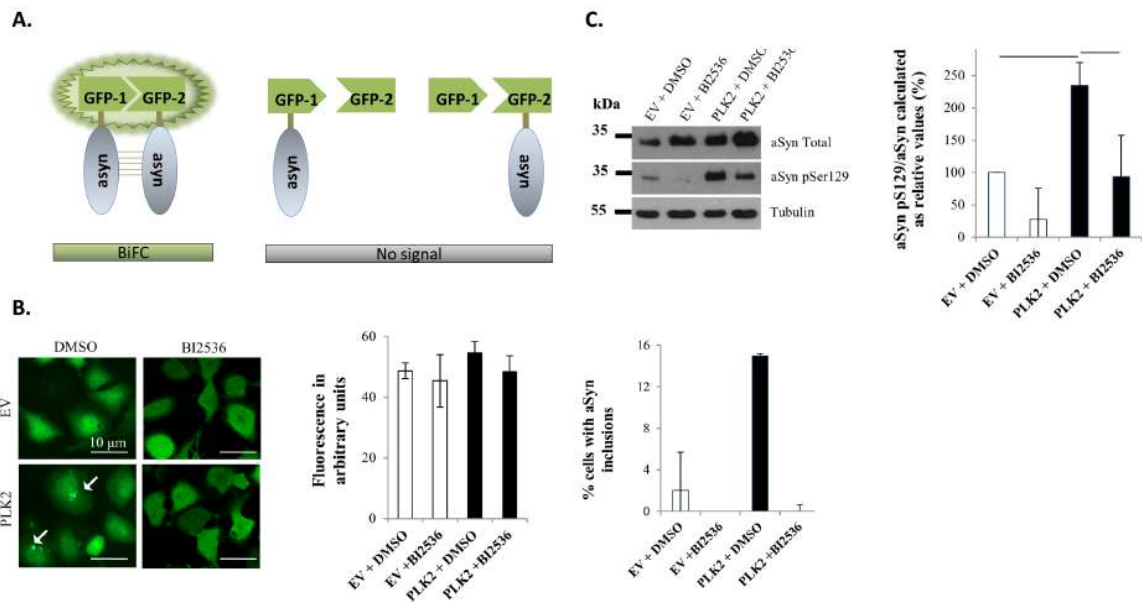 A.
GFP-1 GFP-2
asyn asyn
BiFC
GFP-1 GFP-2 GFP-1 GFP-2
asyn asyn
No signal
B.
DMSO BI2536
EV
10 μm
PLK2
Fluorescence in
arbitrary units
60
40
20
0
EV + DMSO
EV +BI2536
PLK2 + DMSO
PLK2 + BI2536
% cells with aSyn
inclusions
16
12
8
4
0
EV + DMSO
EV +BI2536
PLK2 + DMSO
PLK2 +BI2536
C.
EV + DMSO
EV + BI2536
PLK2 + DMSO
PLK2 + BI2536
kDa
35 aSyn Total
35 aSyn pSer129
55 Tubulin
aSyn pS129/aSyn calculated
as relative values (%)
250
200
150
100
50
0
EV + DMSO
EV + BI2536
PLK2 + DMSO
PLK2 + BI2536